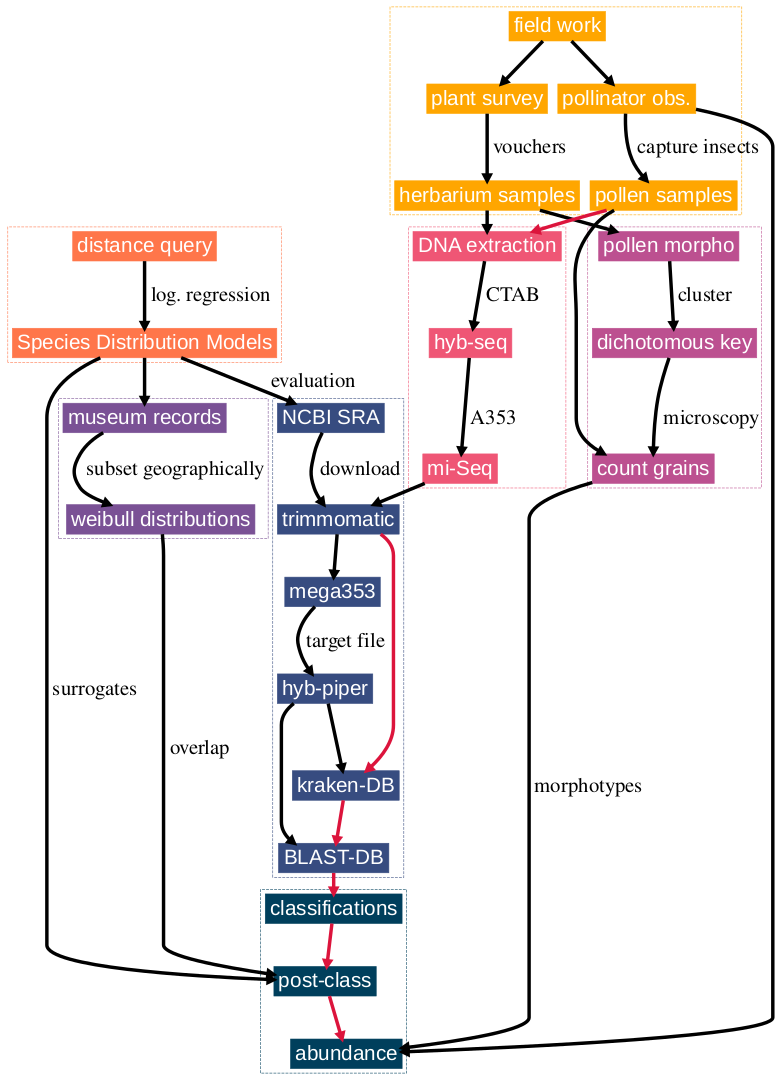 field work
plant survey
pollinator obs.
vouchers
capture insects
herbarium samples
pollen samples
distance query
DNA extraction
pollen morpho
log. regression
CTAB
cluster
Species Distribution Models
hyb-seq
dichotomous key
evaluation
museum records
NCBI SRA
A353
microscopy
subset geographically
download
mi-Seq
count grains
weibull distributions
trimmomatic
mega353
target file
surrogates
hyb-piper
overlap
kraken-DB
morphotypes
BLAST-DB
classifications
post-class
abundance